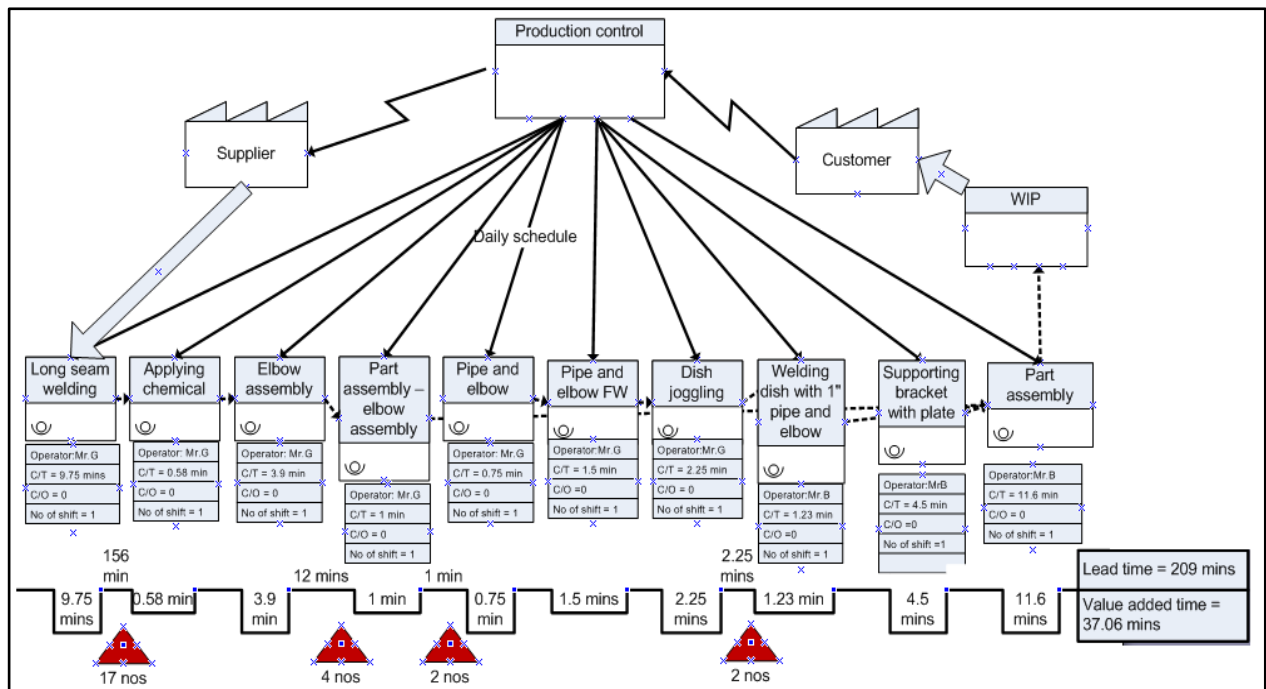 Production control
Supplier
Customer
WIP
Daily schedule
Long seam
welding
Applying
chemical
Elbow
assembly
Part
assembly –
elbow
assembly
Pipe and
elbow
Pipe and
elbow FW
Dish
joggling
Welding
dish with 1"
pipe and
elbow
Supporting
bracket
with plate
Part
assembly
Operator:Mr.G
C/T = 9.75 mins
C/O = 0
No of shift = 1
Operator: Mr.G
C/T = 0.58 min
C/O = 0
No of shift = 1
Operator: Mr.G
C/T = 3.9 min
C/O = 0
No of shift = 1
Operator: Mr.G
C/T = 1 min
C/O = 0
No of shift = 1
Operator: Mr.G
C/T = 0.75 min
C/O = 0
No of shift = 1
Operator:Mr.G
C/T = 1.5 min
C/O =0
No of shift = 1
Operator: Mr.G
C/T = 2.25 min
C/O = 0
No of shift = 1
Operator:Mr.B
C/T = 1.23 min
C/O =0
No of shift = 1
Operator:MrB
C/T = 4.5 min
C/O =0
No of shift =1
Operator:Mr.B
C/T = 11.6 min
C/O = 0
No of shift = 1
156
min
12 mins
1 min
2.25
mins
9.75
mins
0.58 min
3.9
min
1 min
0.75
min
1.5 mins
2.25
mins
1.23 min
4.5
mins
11.6
mins
Lead time = 209 mins
Value added time =
37.06 mins
17 nos
4 nos
2 nos
2 nos